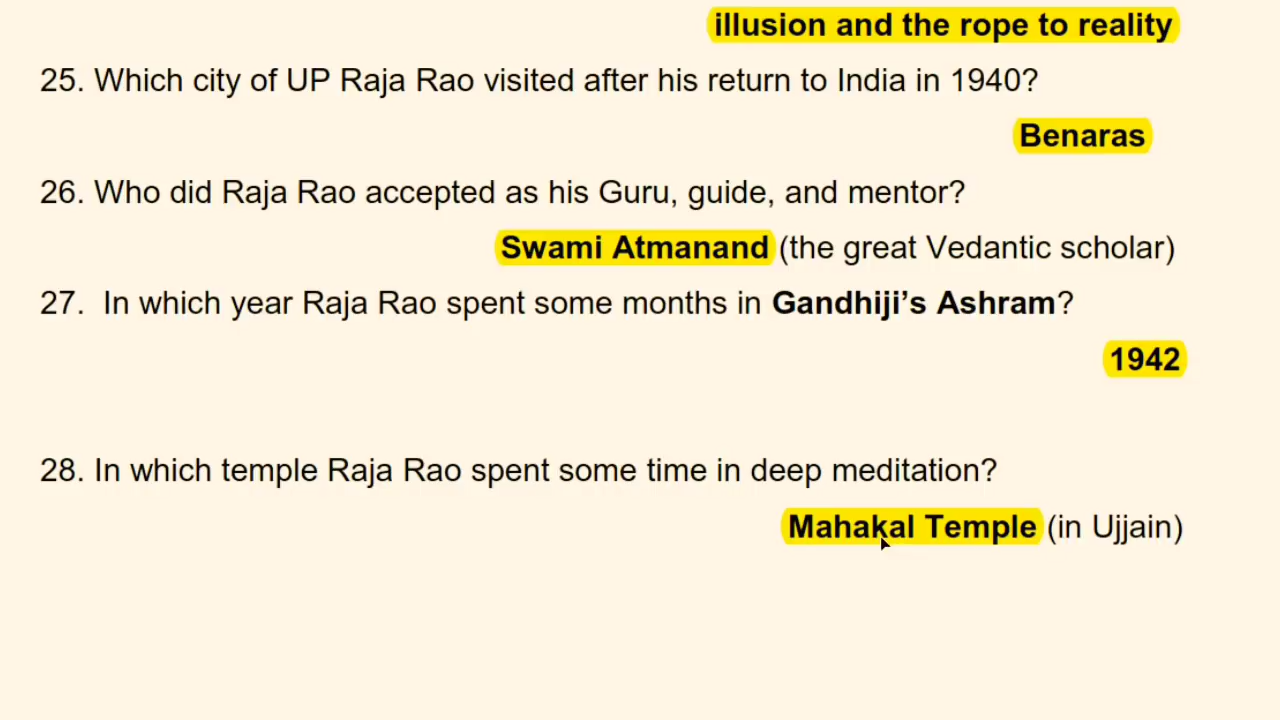 illusion and the rope to reality
25. Which city of UP Raja Rao visited after his return to India in 1940?
Benaras
26. Who did Raja Rao accepted as his Guru, guide, and mentor?
Swami Atmanand (the great Vedantic scholar)
27. In which year Raja Rao spent some months in Gandhiji’s Ashram?
1942
28. In which temple Raja Rao spent some time in deep meditation?
Mahakal Temple (in Ujjain)